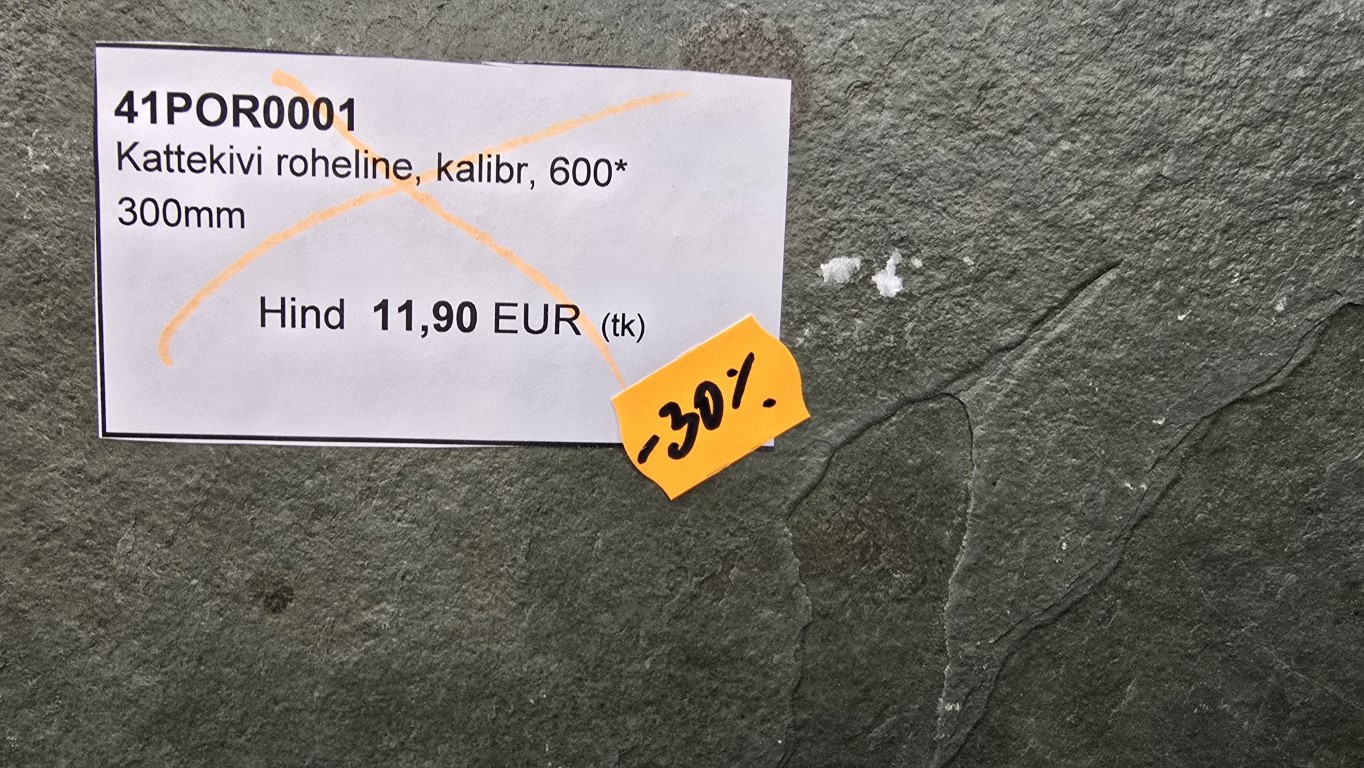 41POR0001
Kattekivi roheline, kalibr, 600*
300mm
Hind 11,90 EUR (tk)
-30%